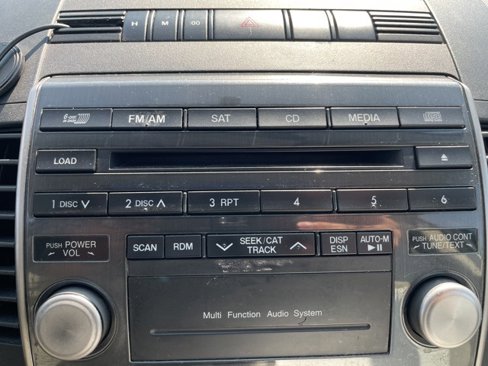 H M
FM/AM SAT CD MEDIA
LOAD
1 DISC 2 DISC 3 RPT 4 5 6
PUSH POWER
VOL
SCAN RDM SEEK/CAT
TRACK
DISP
ESN
AUTO-M
PUSH AUDIO CONT
TUNE/TEXT
Multi Function Audio System